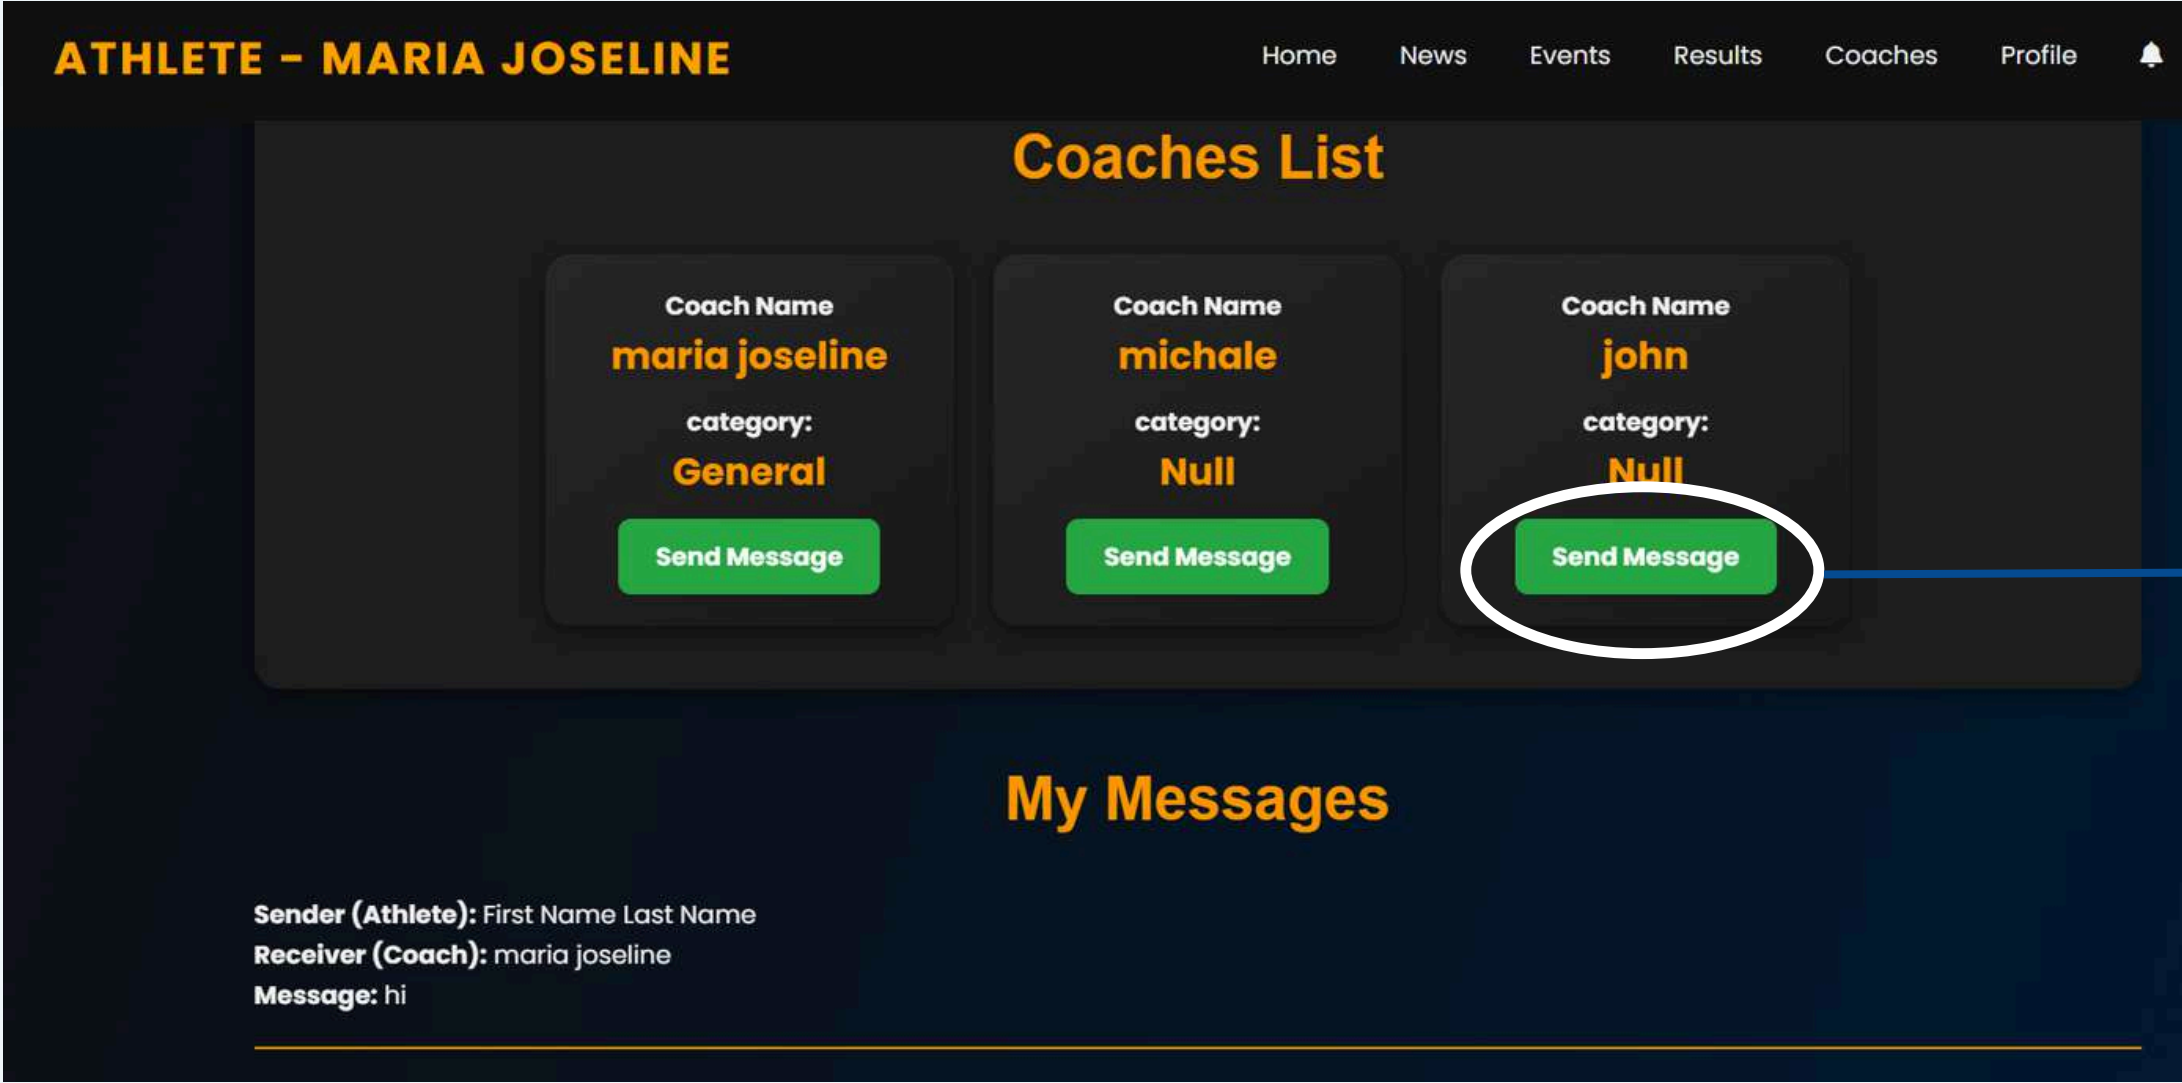 ATHLETE - MARIA JOSELINE
Home News Events Results Coaches Profile
Coaches List
Coach Name
maria joseline
category:
General
Send Message
Coach Name
michale
category:
Null
Send Message
Coach Name
john
category:
Null
Send Message
My Messages
Sender (Athlete): First Name Last Name
Receiver (Coach): maria joseline
Message: hi